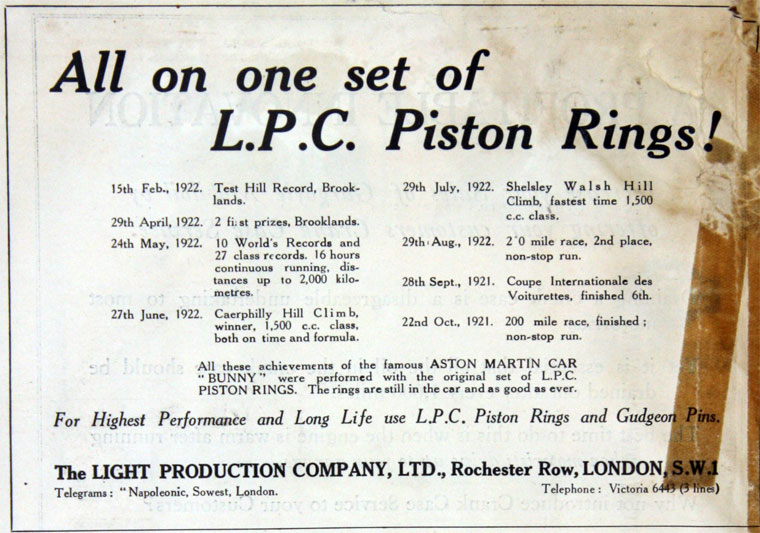 All on one set of
L.P.C. Piston Rings!
15th Feb., 1922. Test Hill Record, Brook-
lands.
29th April, 1922. 2 first prizes, Brooklands.
24th May, 1922. 10 World's Records and
27 class records. 16 hours
continuous running, dis-
tances up to 2,000 kilo-
metres.
27th June, 1922. Caerphilly Hill Climb,
winner, 1,500 c.c. class,
both on time and formula.
29th July, 1922. Shelsley Walsh Hill
Climb, fastest time 1,500
c.c. class.
29th Aug., 1922. 2'0 mile race, 2nd place,
non-stop run.
28th Sept., 1921. Coupe Internationale des
Voiturettes, finished 6th.
22nd Oct., 1921. 200 mile race, finished;
non-stop run.
All these achievements of the famous ASTON MARTIN CAR
"BUNNY" were performed with the original set of L.P.C.
PISTON RINGS. The rings are still in the car and as good as ever.
For Highest Performance and Long Life use L.P.C. Piston Rings and Gudgeon Pins.
The LIGHT PRODUCTION COMPANY, LTD., Rochester Row, LONDON, S.W.1
Telegrams: "Napoleonic, Sowest, London. Telephone: Victoria 6443 (3 lines)